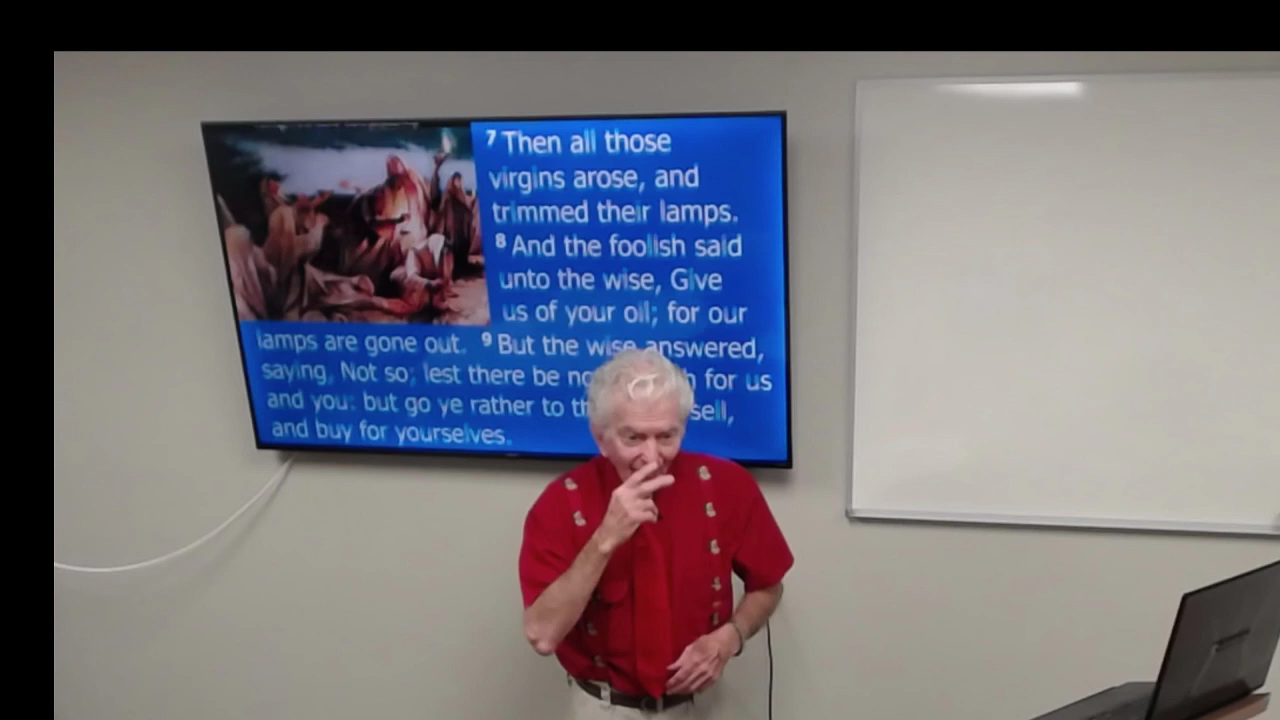 7 Then all those
virgins arose, and
trimmed their lamps.
8 And the foolish said
unto the wise, Give
us of your oil; for our
lamps are gone out. 9 But the wise answered,
saying, Not so; lest there be for us
and you: but go ye rather to sell,
and buy for yourselves.